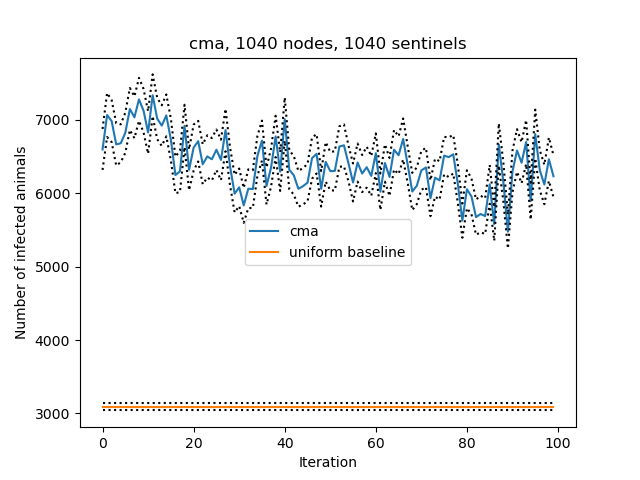 cma, 1040 nodes, 1040 sentinels
Number of infected animals
7000
6000
5000
4000
3000
cma
uniform baseline
0 20 40 60 80 100
Iteration